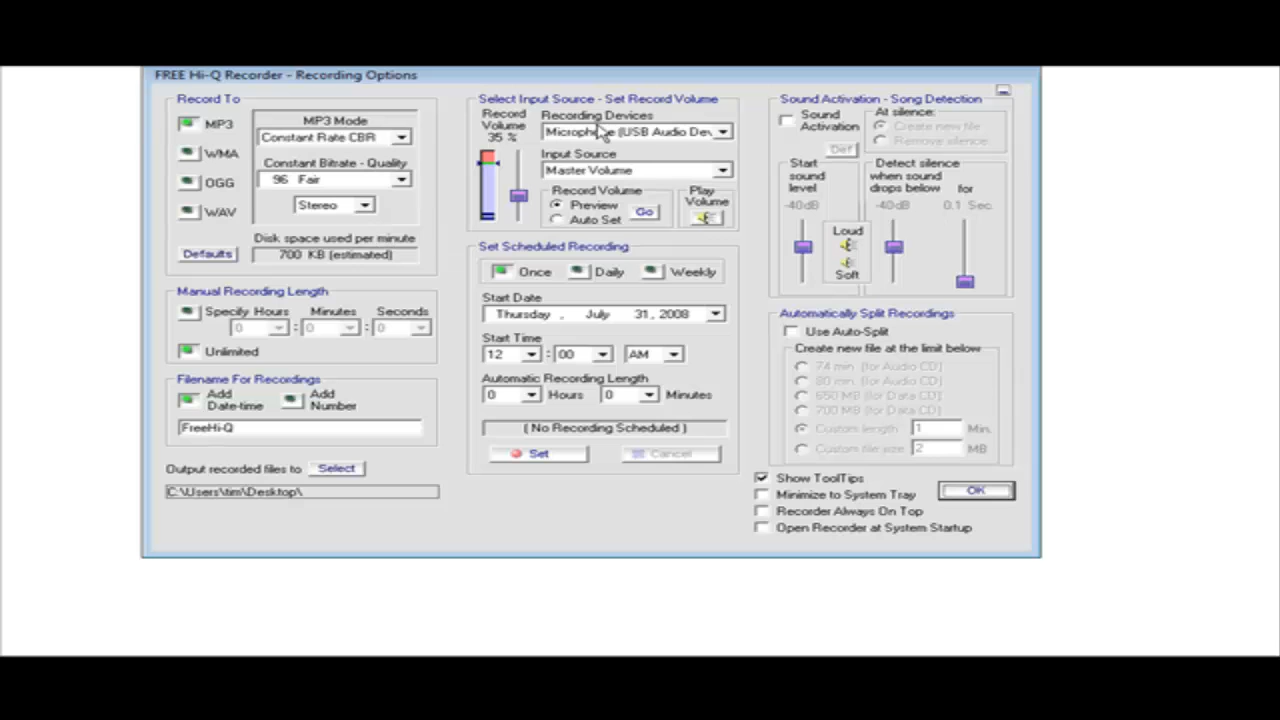 FREE Hi-Q Recorder - Recording Options
Record To
MP3
WMA
OGG
WAV
MP3 Mode
Constant Rate CBR
Constant Bitrate - Quality
96 Fair
Stereo
Disk space used per minute
Defaults
700 KB (estimated)
Manual Recording Length
Specify Hours Minutes Seconds
0 : 0 : 0
Unlimited
Filename For Recordings
Add Date-time
Add Number
FreeHi-Q
Output recorded files to Select
C:\Users\tim\Desktop\
Select Input Source - Set Record Volume
Record
Volume
35 %
Recording Devices
(USB Audio Dev
Input Source
Master Volume
Record Volume
Preview
Auto Set
Go
Play
Volume
Set Scheduled Recording
Once Daily Weekly
Start Date
Thursday , July 31, 2008
Start Time
12 : 00 AM
Automatic Recording Length
0 Hours 0 Minutes
( No Recording Scheduled )
Set Cancel
Sound Activation - Song Detection
Sound
Activation
Def
At silence:
Create new file
Remove silence
Start
sound
level
-40dB
Loud
Soft
Detect silence
when sound
drops below for
-40dB 0.1 Sec.
Automatically Split Recordings
Use Auto-Split
Create new file at the limit below
74 min (for Audio CD)
80 min. (for Audio CD)
650 MB (for Data CD)
700 MB (for Data CD)
Custom length 1 Min.
Custom file size 2 MB
Show ToolTips
Minimize to System Tray
Recorder Always On Top
Open Recorder at System Startup
OK